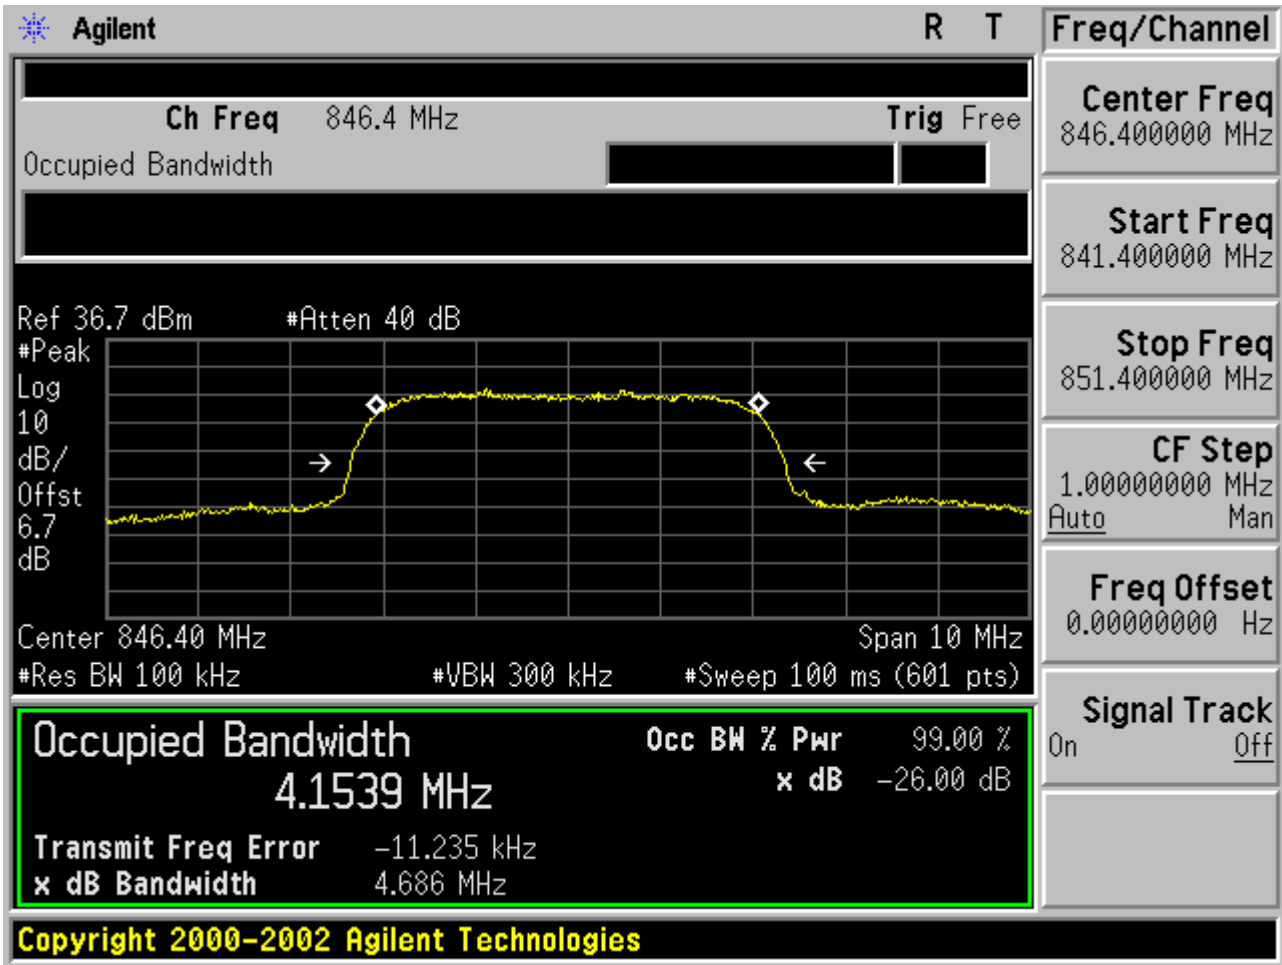 Agilent R T
Freq/Channel
Ch Freq 846.4 MHz Trig Free
Occupied Bandwidth
Center Freq
846.400000 MHz
Start Freq
841.400000 MHz
Stop Freq
851.400000 MHz
CF Step
1.00000000 MHz
Auto Man
Freq Offset
0.00000000 Hz
Signal Track
On Off
Ref 36.7 dBm #Atten 40 dB
#Peak
Log
10
dB/
Offst
6.7
dB
Center 846.40 MHz Span 10 MHz
#Res BW 100 kHz #VBW 300 kHz #Sweep 100 ms (601 pts)
Occupied Bandwidth Occ BW % Pwr 99.00 %
4.1539 MHz x dB -26.00 dB
Transmit Freq Error -11.235 kHz
x dB Bandwidth 4.686 MHz
Copyright 2000-2002 Agilent Technologies